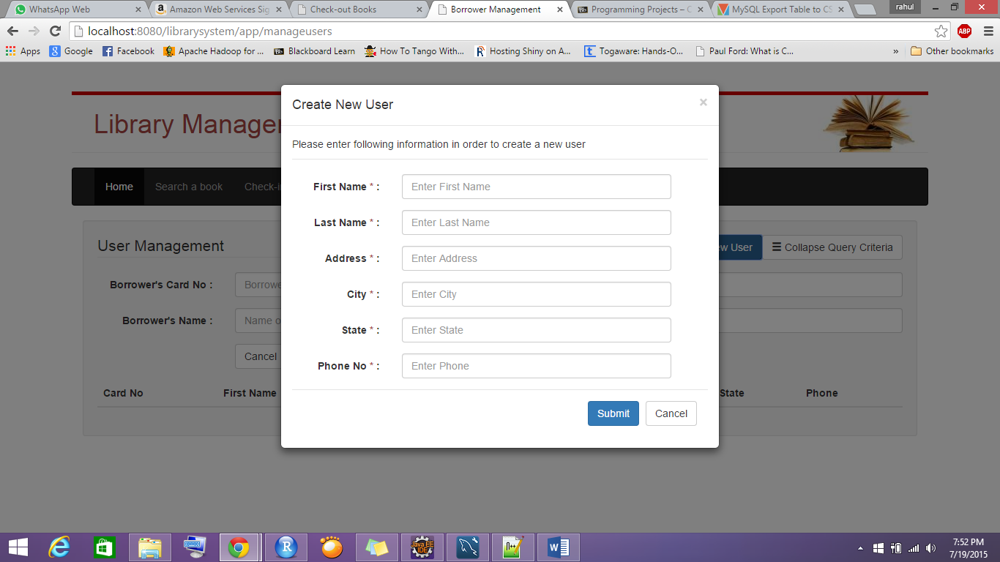 WhatsApp Web
Amazon Web Services Sig
Check-out Books
Borrower Management
Programming Projects – C
MySQL Export Table to CS
rahul
localhost:8080/librarysystem/app/manageusers
ABP
Apps
Google
Facebook
Apache Hadoop for ...
Blackboard Learn
How To Tango With...
Hosting Shiny on A...
Togaware: Hands-O...
Paul Ford: What is C...
»
Other bookmarks
Library Manager
Create New User
×
Please enter following information in order to create a new user
Home
Search a book
Check-i
First Name * :
Enter First Name
Last Name * :
Enter Last Name
Address * :
Enter Address
City * :
Enter City
State * :
Enter State
Phone No * :
Enter Phone
Submit
Cancel
User Management
ew User
Collapse Query Criteria
Borrower's Card No :
Borrowe
Borrower's Name :
Name o
Cancel
Card No
First Name
State
Phone
Java EE
IDE
7:52 PM
7/19/2015